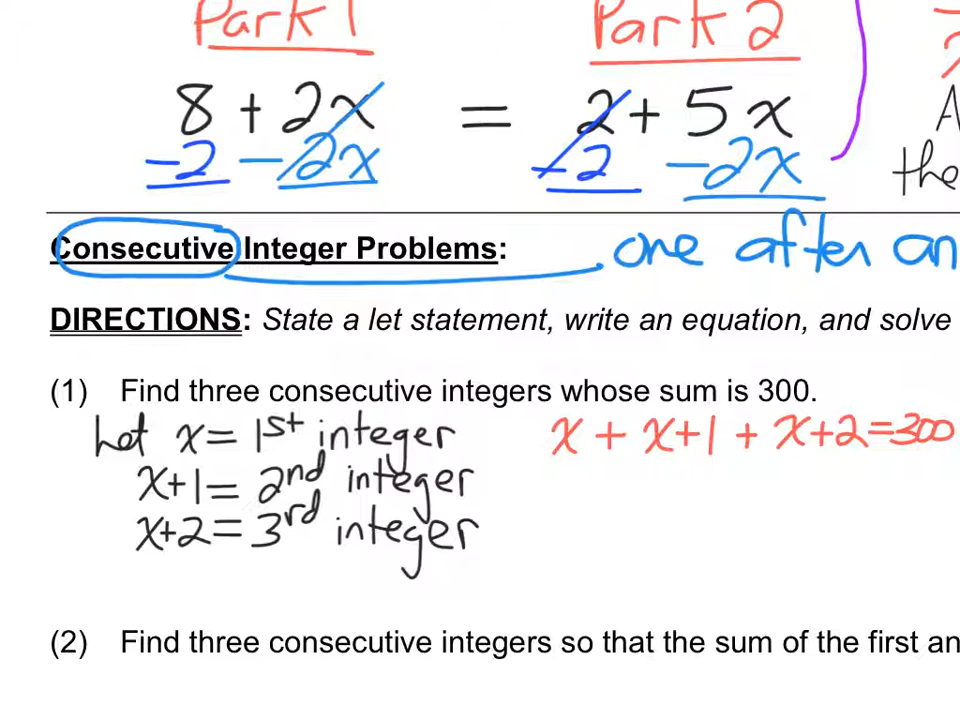 Park 1 Park 2
8 + 2x = 2 + 5x
-2 -2x -2 -2x
the
Consecutive Integer Problems: one after an
DIRECTIONS: State a let statement, write an equation, and solve
(1) Find three consecutive integers whose sum is 300.
Let x = 1st integer x + x+1 + x+2=300
x+1= 2nd integer
x+2= 3rd integer
(2) Find three consecutive integers so that the sum of the first an